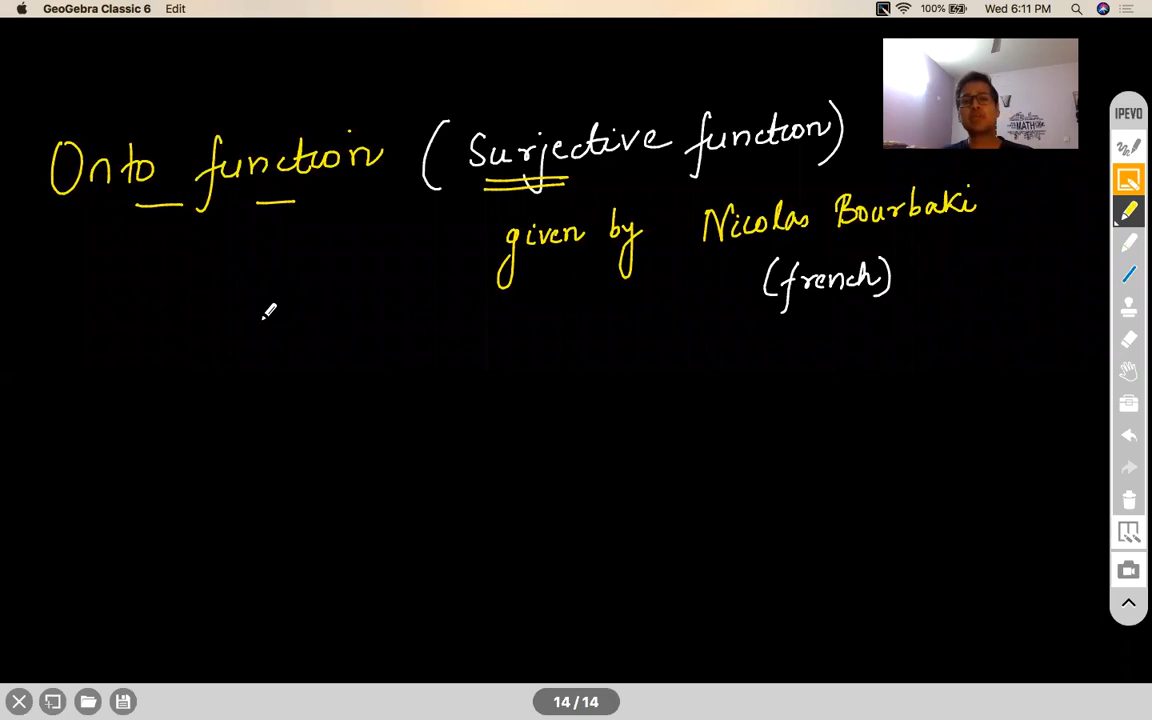 GeoGebra Classic 6 Edit 100% Wed 6:11 PM
Onto function (Surjective function)
given by Nicolas Bourbaki
(french)
MATH
IPEVO
14 / 14